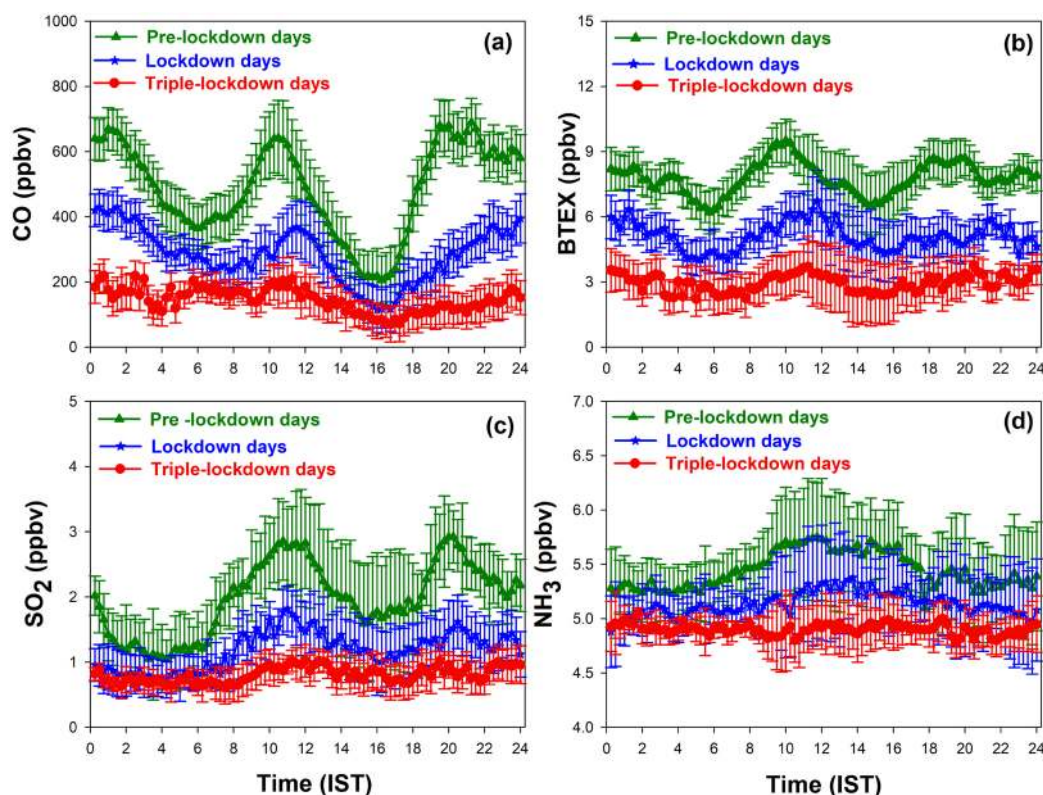 (a)
Pre-lockdown days
Lockdown days
Triple-lockdown days
CO (ppbv)
1000
800
600
400
200
0
0 2 4 6 8 10 12 14 16 18 20 22 24
(b)
Pre-lockdown days
Lockdown days
Triple-lockdown days
BTEX (ppbv)
15
12
9
6
3
0
0 2 4 6 8 10 12 14 16 18 20 22 24
(c)
Pre -lockdown days
Lockdown days
Triple-lockdown days
SO2 (ppbv)
5
4
3
2
1
0
0 2 4 6 8 10 12 14 16 18 20 22 24
Time (IST)
(d)
Pre-lockdown days
Lockdown days
Triple-lockdown days
NH3 (ppbv)
7.0
6.5
6.0
5.5
5.0
4.5
4.0
0 2 4 6 8 10 12 14 16 18 20 22 24
Time (IST)